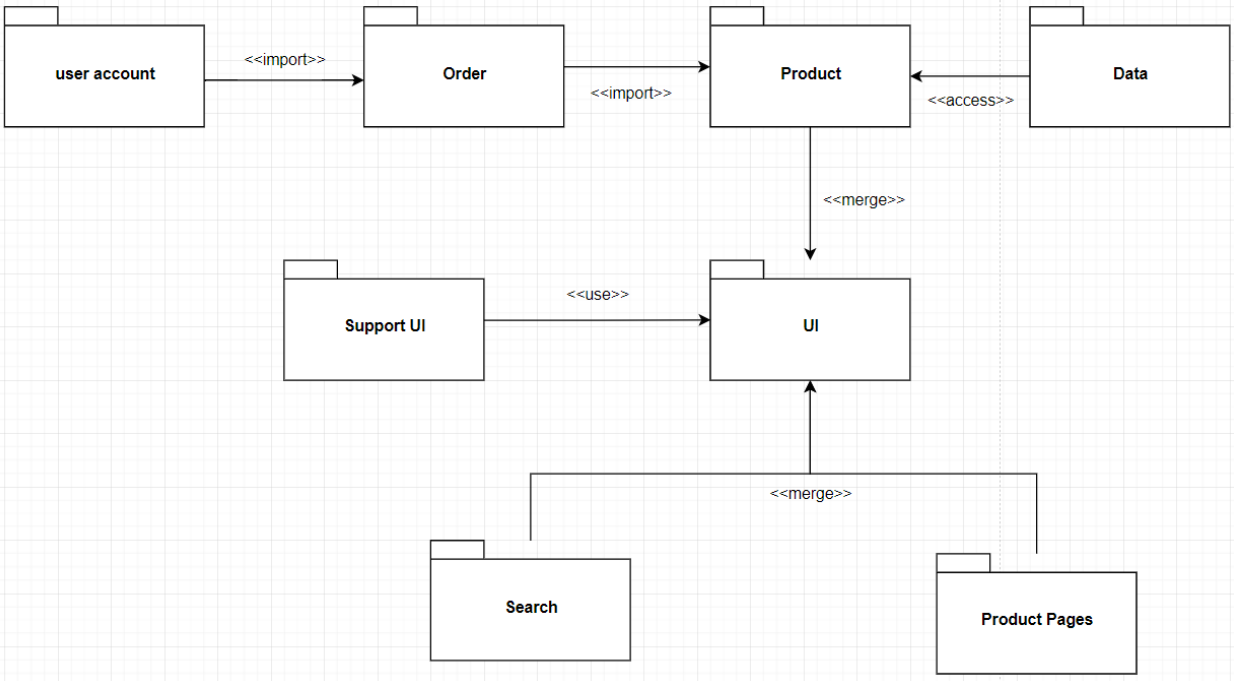 user account
<<import>>
Order
<<import>>
Product
<<access>>
Data
<<merge>>
Support UI
<<use>>
UI
<<merge>>
Search
Product Pages